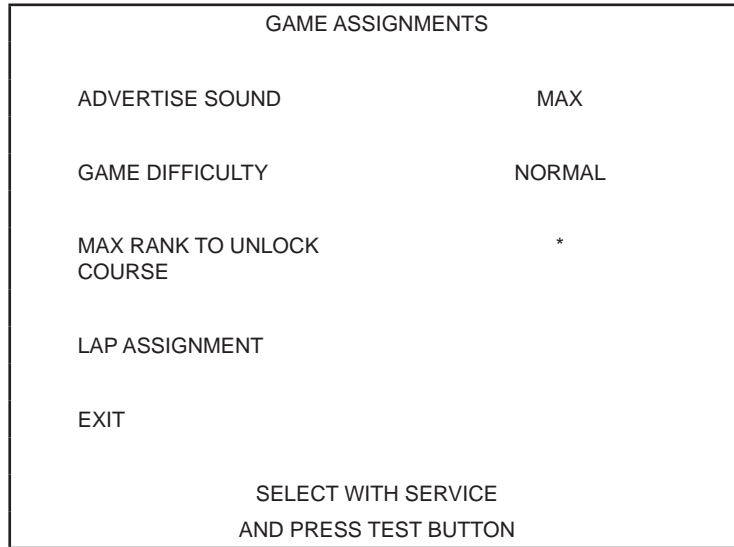 GAME ASSIGNMENTS
ADVERTISE SOUND MAX
GAME DIFFICULTY NORMAL
MAX RANK TO UNLOCK *
COURSE
LAP ASSIGNMENT
EXIT
SELECT WITH SERVICE
AND PRESS TEST BUTTON